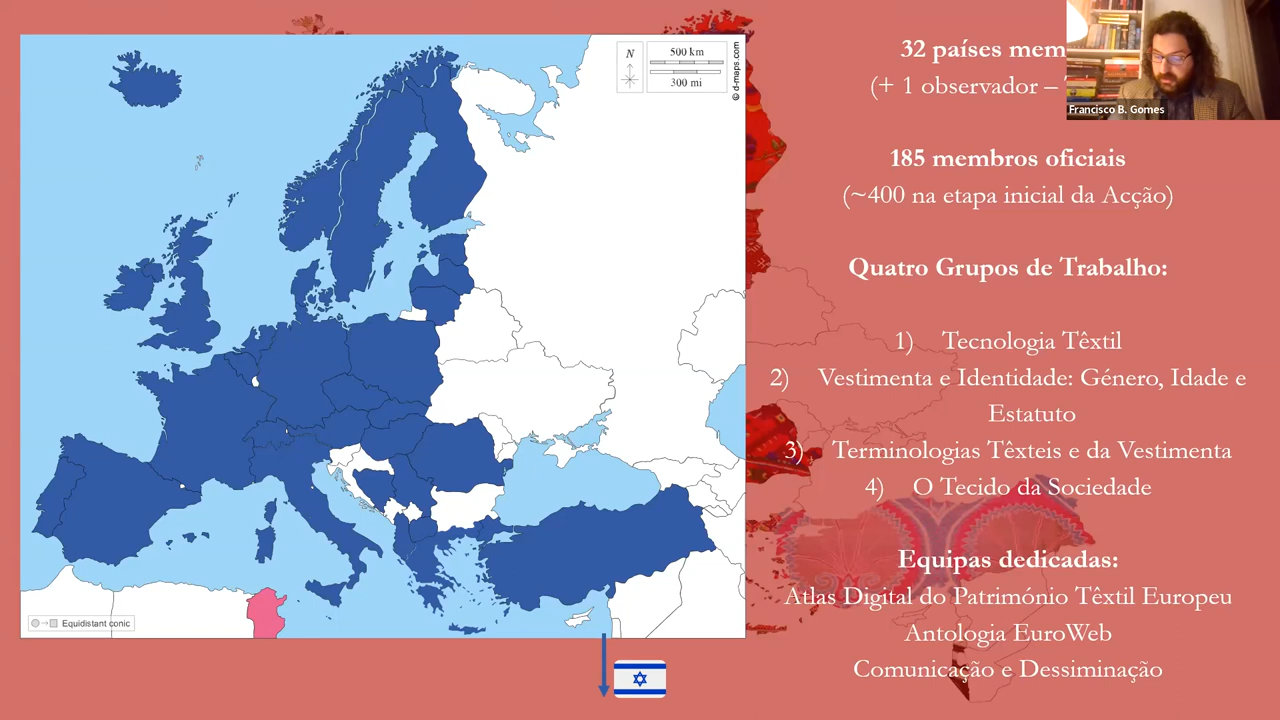 N
500 km
300 mi
© d-maps.com
Equidistant conic
32 países
(+ 1 observador –
Francisco B. Gomes
185 membros oficiais
(~400 na etapa inicial da Acção)
Quatro Grupos de Trabalho:
1) Tecnologia Têxtil
2) Vestimenta e Identidade: Género, Idade e
Estatuto
3) Terminologias Têxteis e da Vestimenta
4) O Tecido da Sociedade
Equipas dedicadas:
Atlas Digital do Património Têxtil Europeu
Antologia EuroWeb
Comunicação e Dessiminação